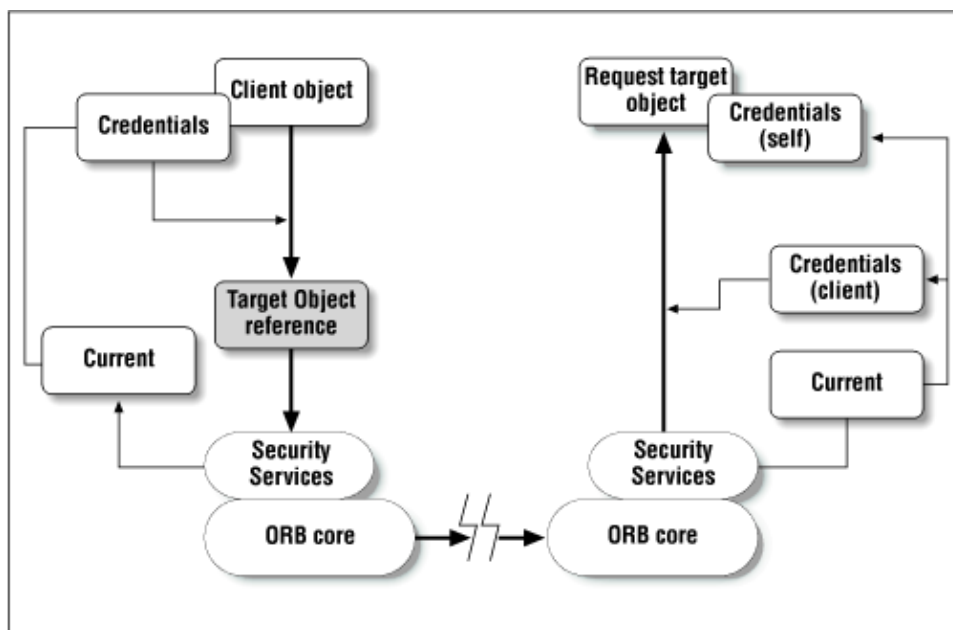 Client object
Credentials
Target Object
reference
Current
Security
Services
ORB core
Request target
object
Credentials
(self)
Credentials
(client)
Current
Security
Services
ORB core